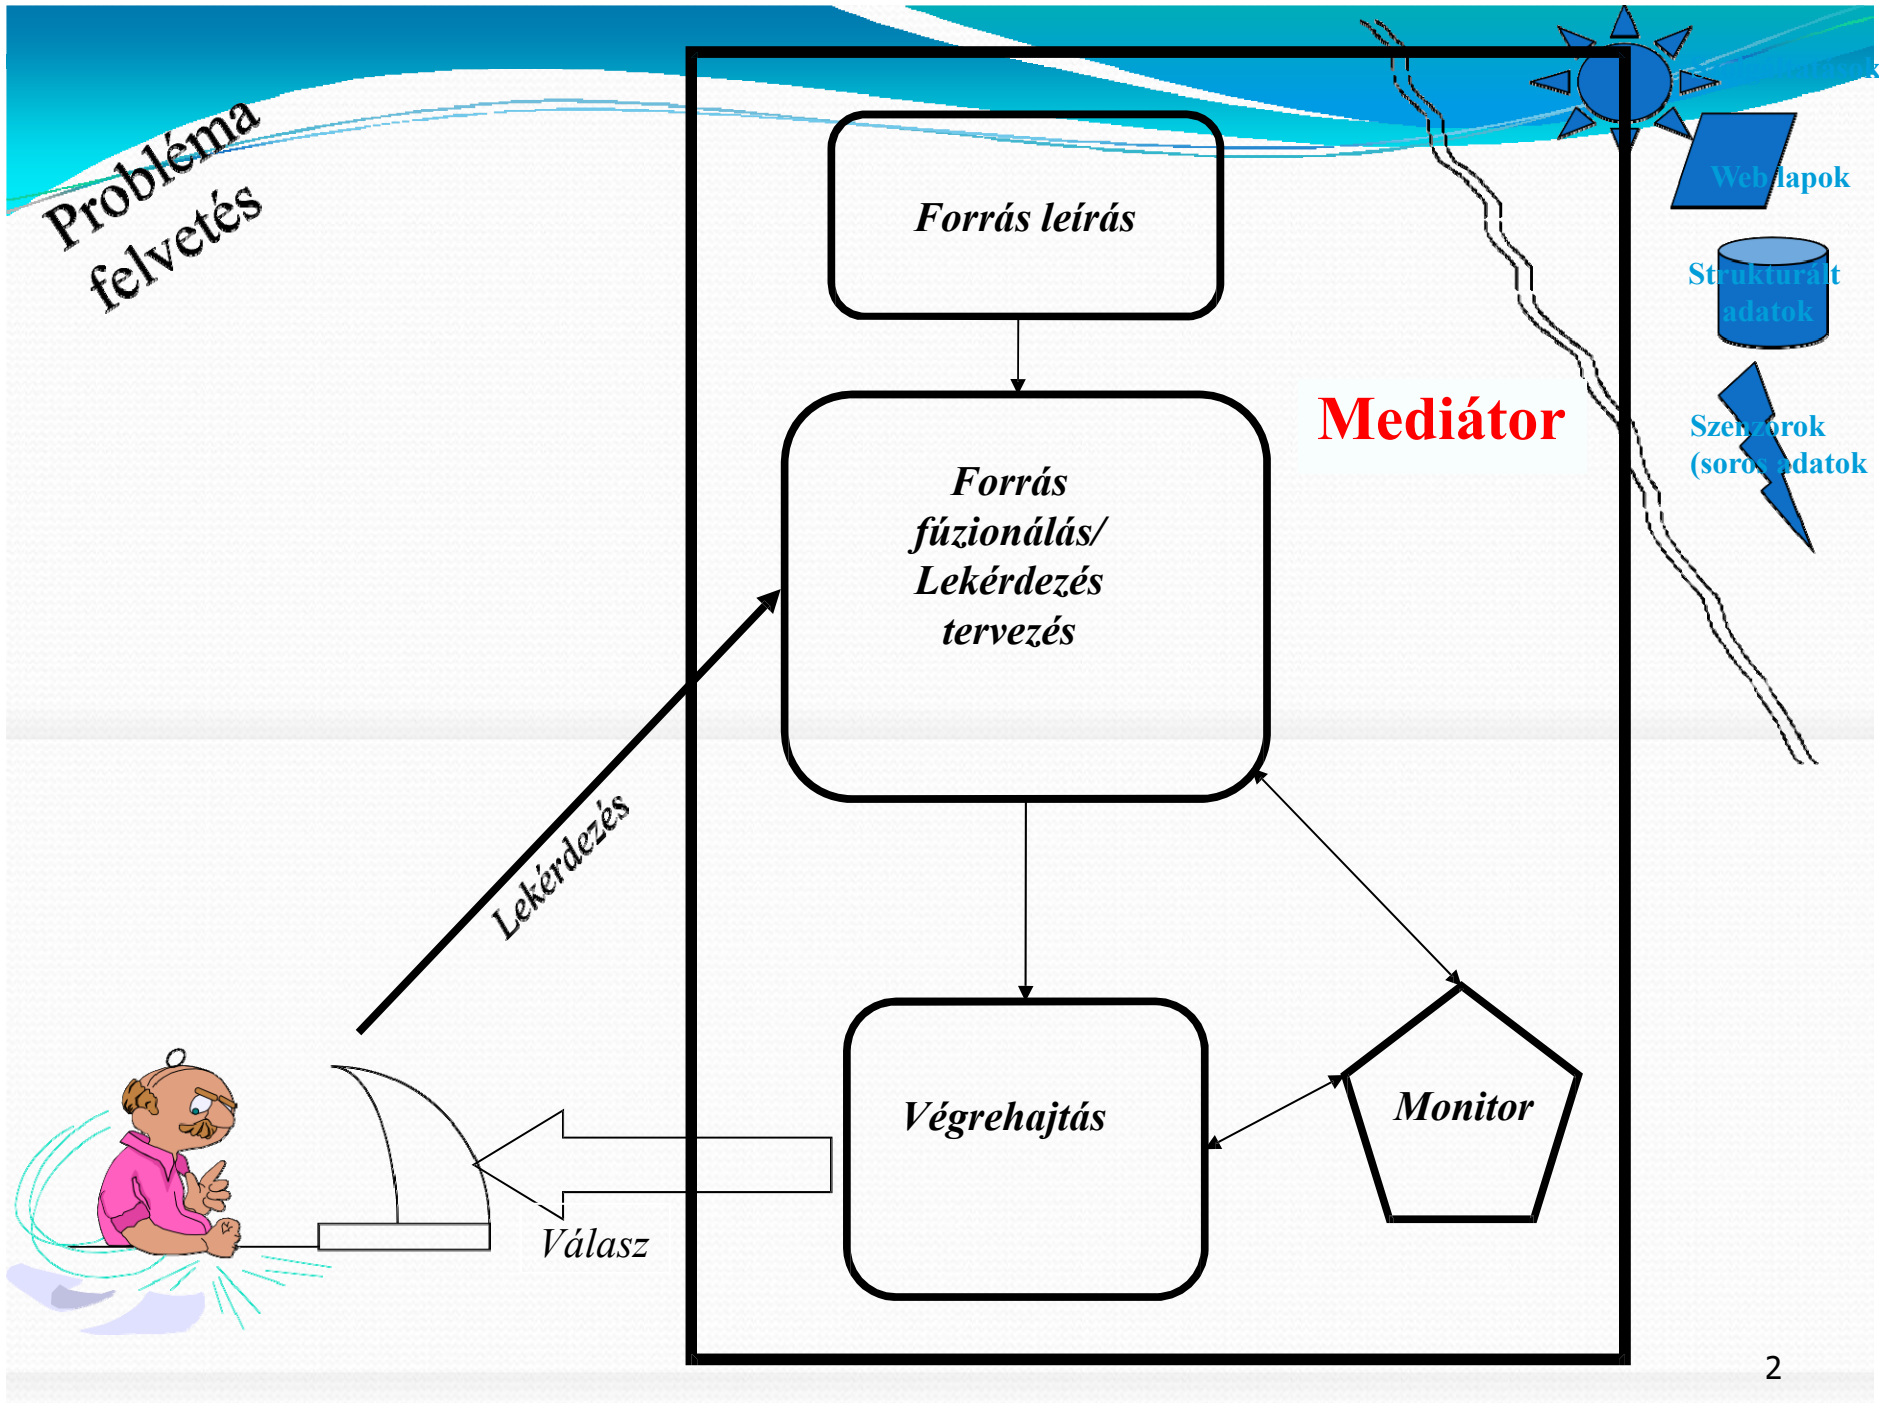 Probléma
felvetés
Forrás leírás
Web lapok
Strukturált
adatok
Mediátor
Szenzorok
(soros adatok
Forrás
fúzionálás/
Lekérdezés
tervezés
Lekérdezés
Végrehajtás
Monitor
Válasz
2